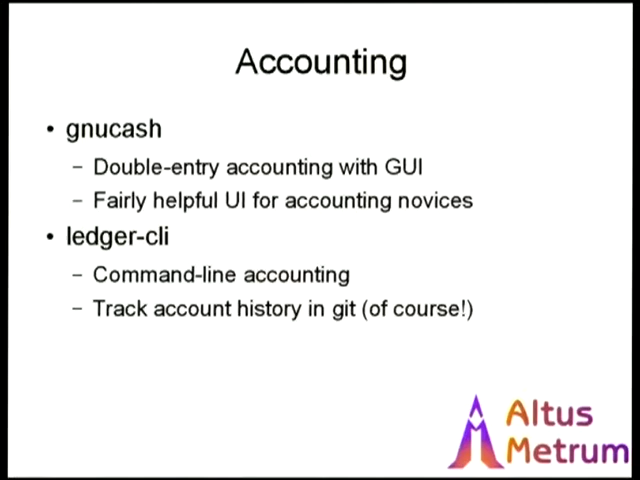 Accounting
• gnucash
– Double-entry accounting with GUI
– Fairly helpful UI for accounting novices
• ledger-cli
– Command-line accounting
– Track account history in git (of course!)
Altus
Metrum